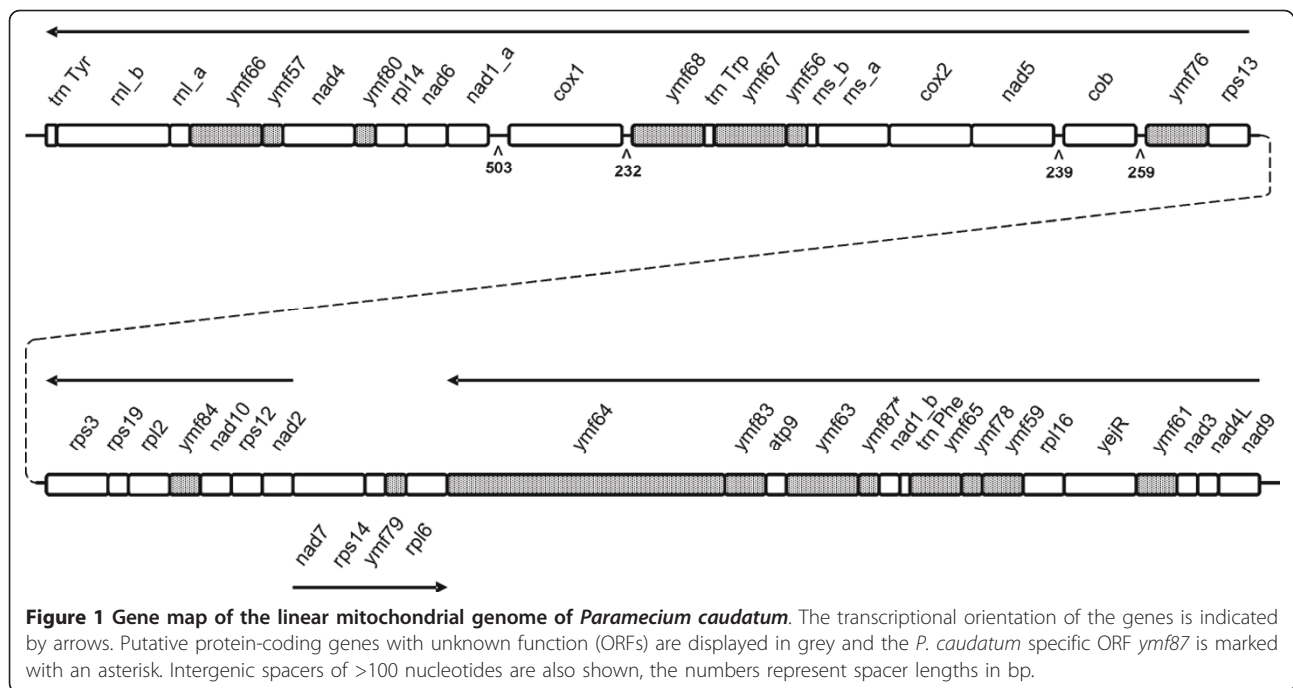 trn Tyr rnl_b rnl_a ymf66 ymf57 nad4 ymf80 rpl14 nad6 nad1_a cox1 ymf68 trn Trp ymf67 ymf56 rns_b rns_a cox2 nad5 cob ymf76 rps13
503 232 239 259
rps3 rps19 rpl2 ymf84 nad10 rps12 nad2 ymf64 ymf83 atp9 ymf63 ymf87* nad1_b trn Phe ymf65 ymf78 ymf59 rpl16 yejR ymf61 nad3 nad4L nad9
nad7 rps14 ymf79 rpl6
Figure 1 Gene map of the linear mitochondrial genome of Paramecium caudatum. The transcriptional orientation of the genes is indicated
by arrows. Putative protein-coding genes with unknown function (ORFs) are displayed in grey and the P. caudatum specific ORF ymf87 is marked
with an asterisk. Intergenic spacers of >100 nucleotides are also shown, the numbers represent spacer lengths in bp.